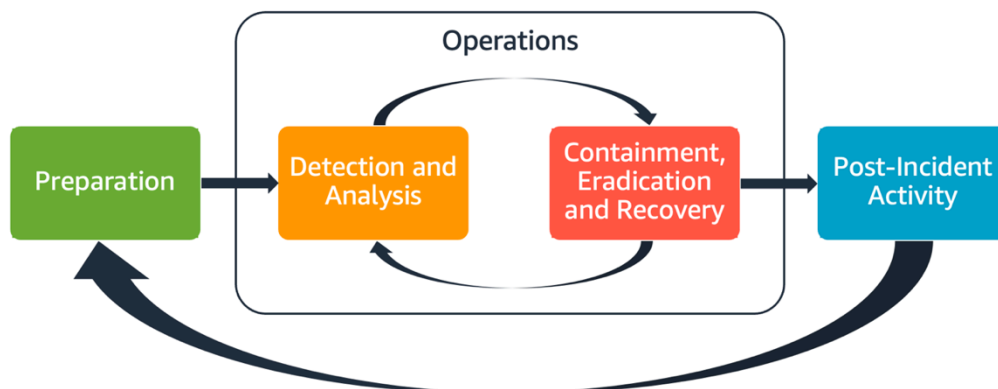 Operations
Preparation
Detection and
Analysis
Containment,
Eradication
and Recovery
Post-Incident
Activity